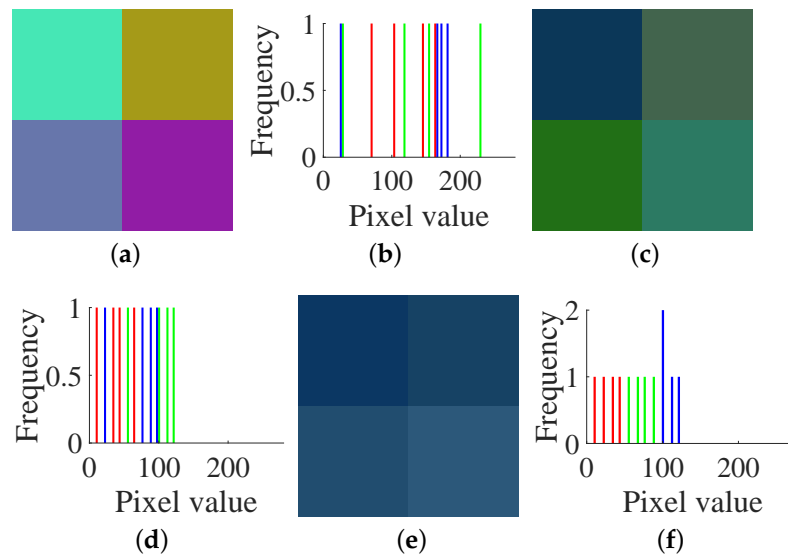 1
0.5
0
Frequency
0
100
200
Pixel value
(a)
(b)
(c)
1
0.5
0
Frequency
0
100
200
Pixel value
2
1
0
Frequency
0
100
200
Pixel value
(d)
(e)
(f)